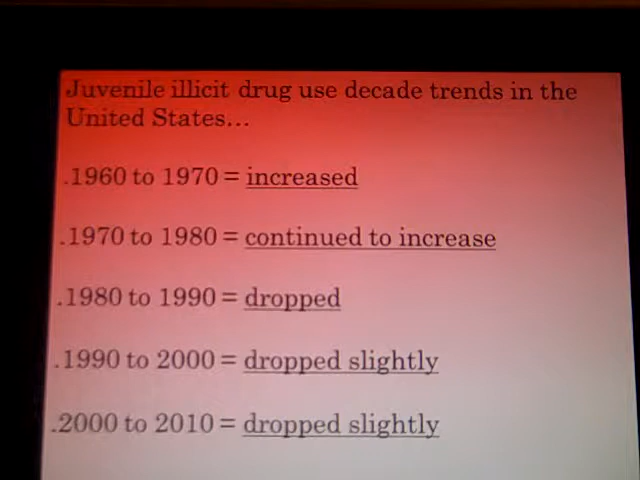 Juvenile illicit drug use decade trends in the
United States...
.1960 to 1970 = increased
.1970 to 1980 = continued to increase
.1980 to 1990 = dropped
.1990 to 2000 = dropped slightly
.2000 to 2010 = dropped slightly